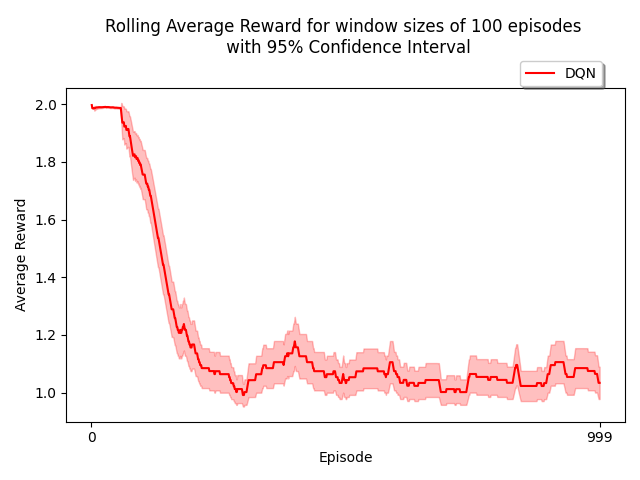 Rolling Average Reward for window sizes of 100 episodes
with 95% Confidence Interval
DQN
2.0
1.8
1.6
1.4
1.2
1.0
Average Reward
0
999
Episode